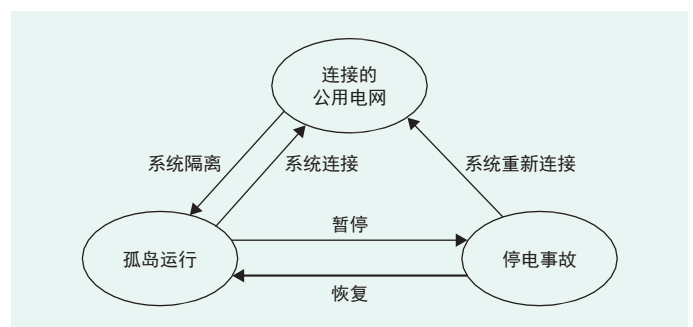 连接的
公用电网
系统隔离
系统连接
系统重新连接
孤岛运行
暂停
停电事故
恢复